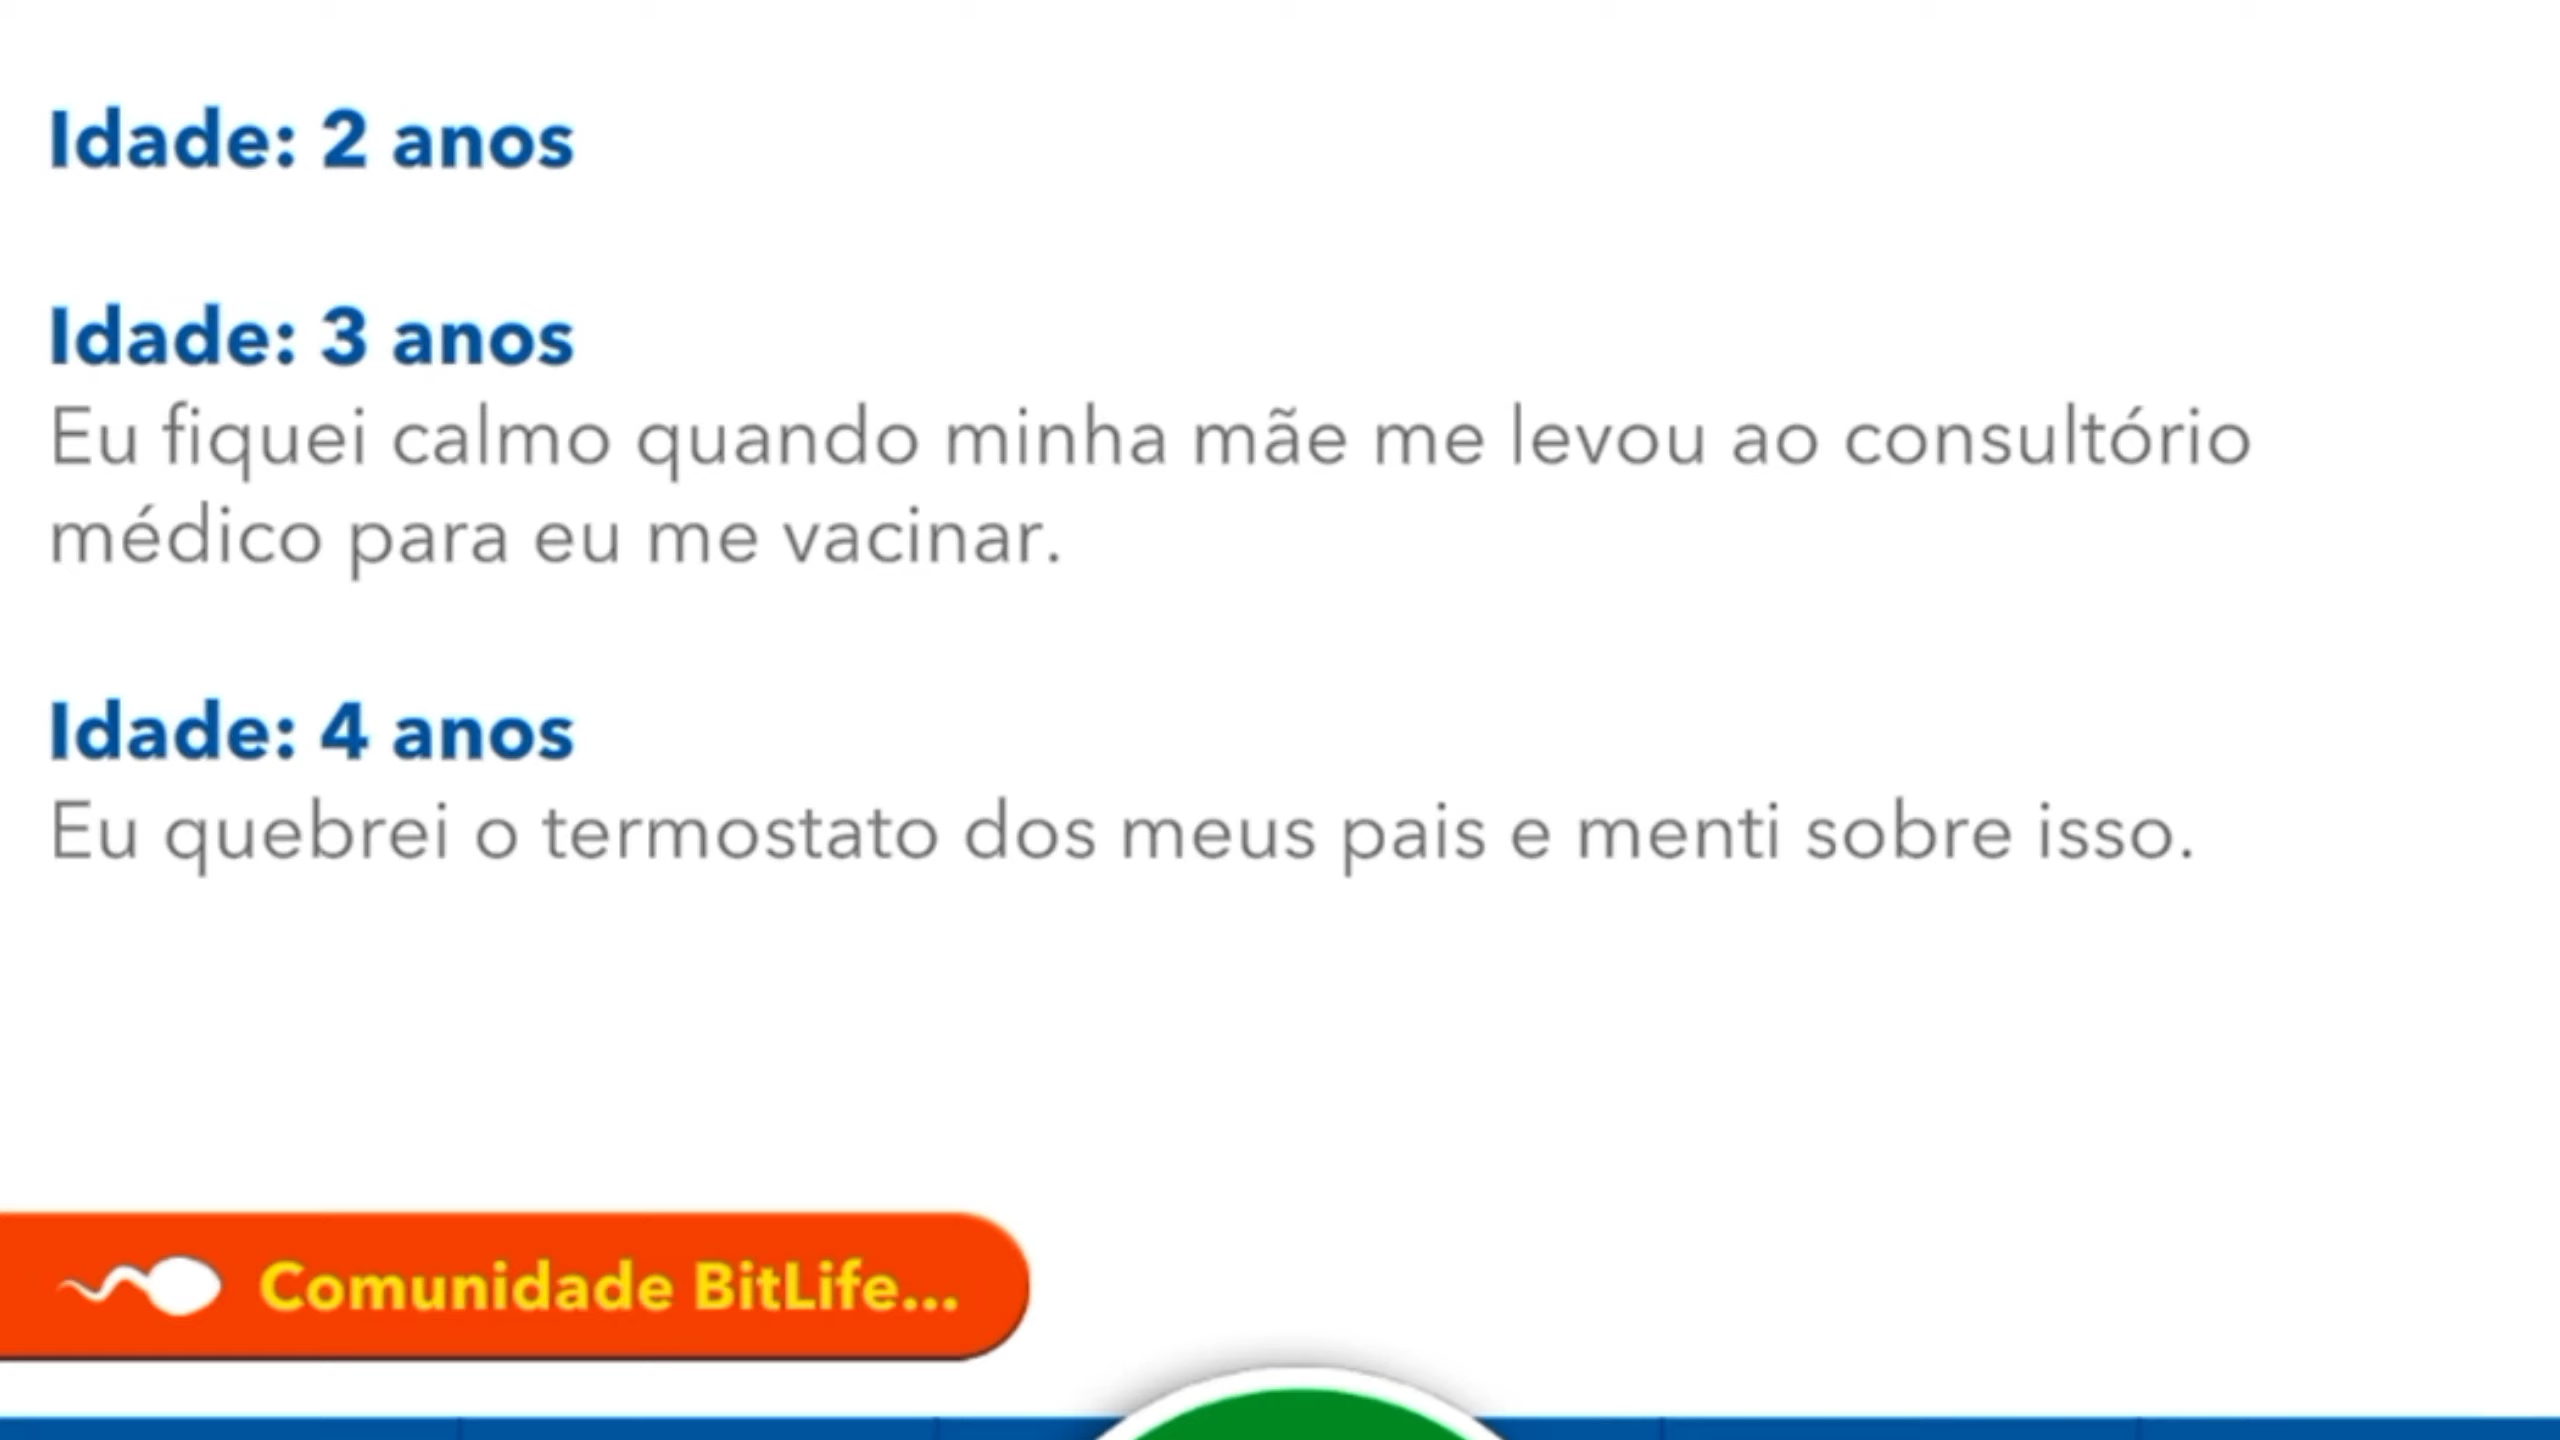 Idade: 2 anos
Idade: 3 anos
Eu fiquei calmo quando minha mãe me levou ao consultório
médico para eu me vacinar.
Idade: 4 anos
Eu quebrei o termostato dos meus pais e menti sobre isso.
Comunidade BitLife...